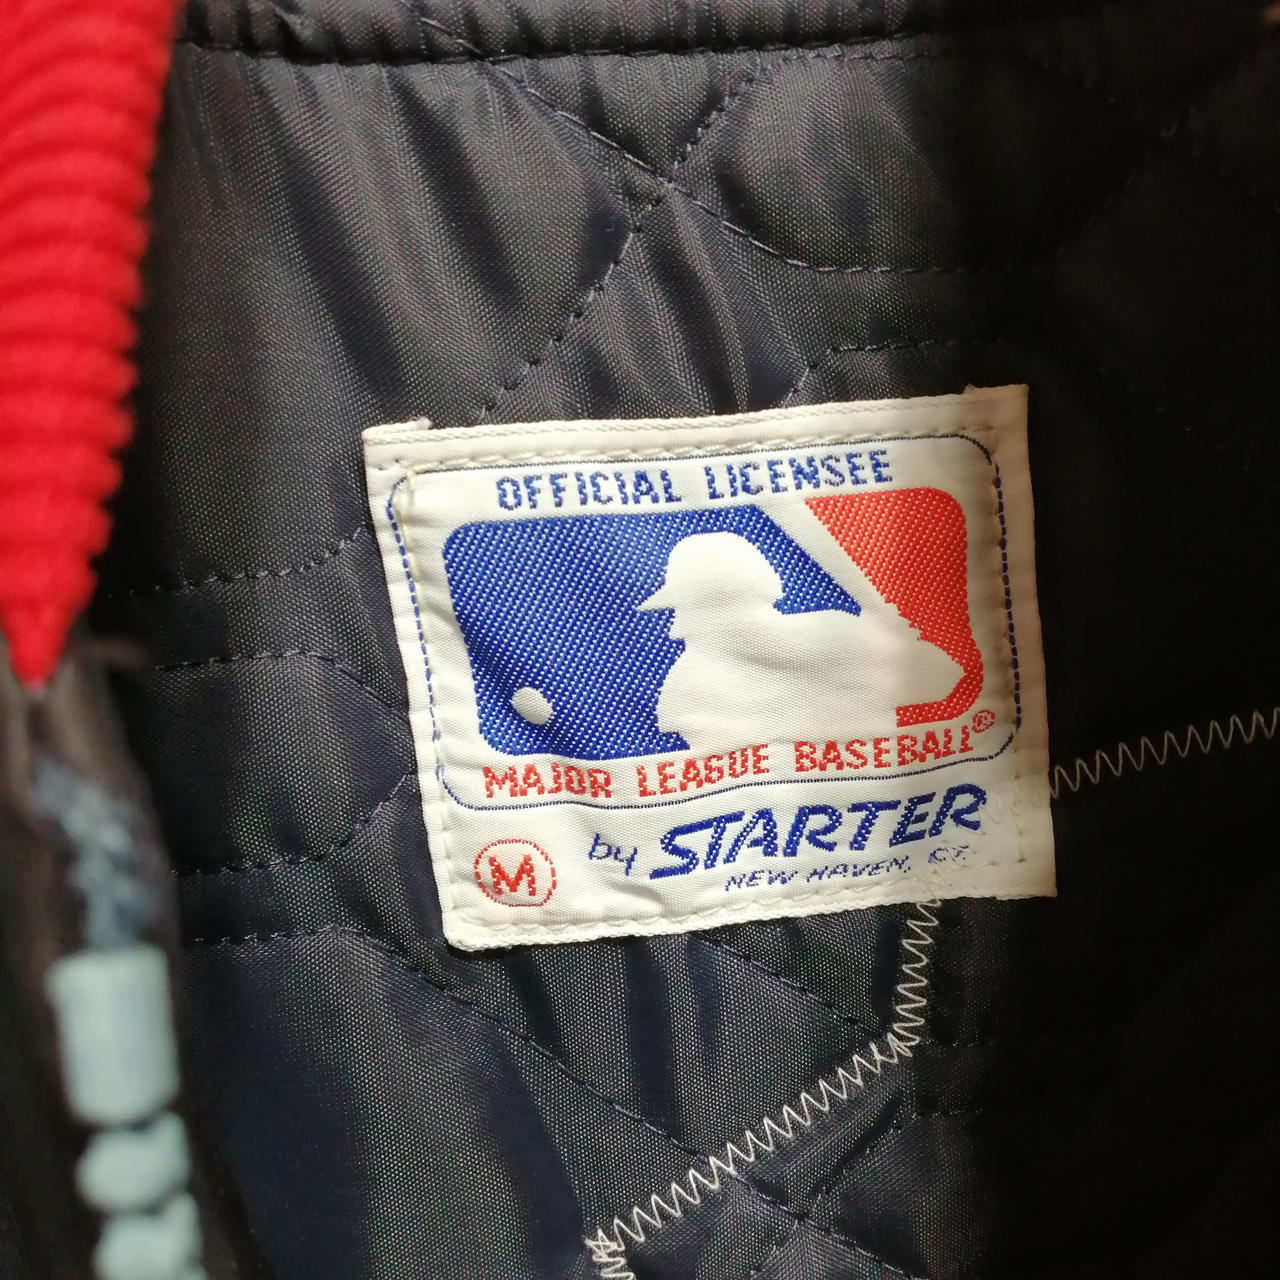 OFFICIAL LICENSEE
MAJOR LEAGUE BASEBALL®
M
by STARTER
NEW HAVEN, CT.